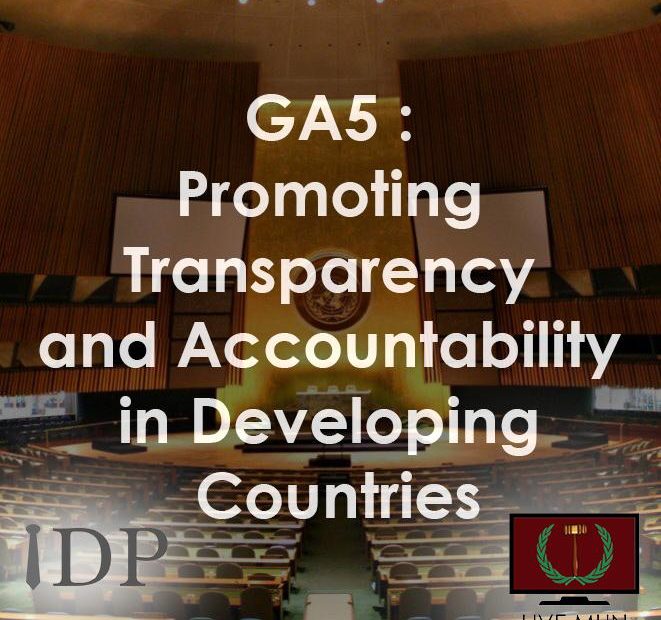 GA5 :
Promoting
Transparency
and Accountability
in Developing
Countries
IDP